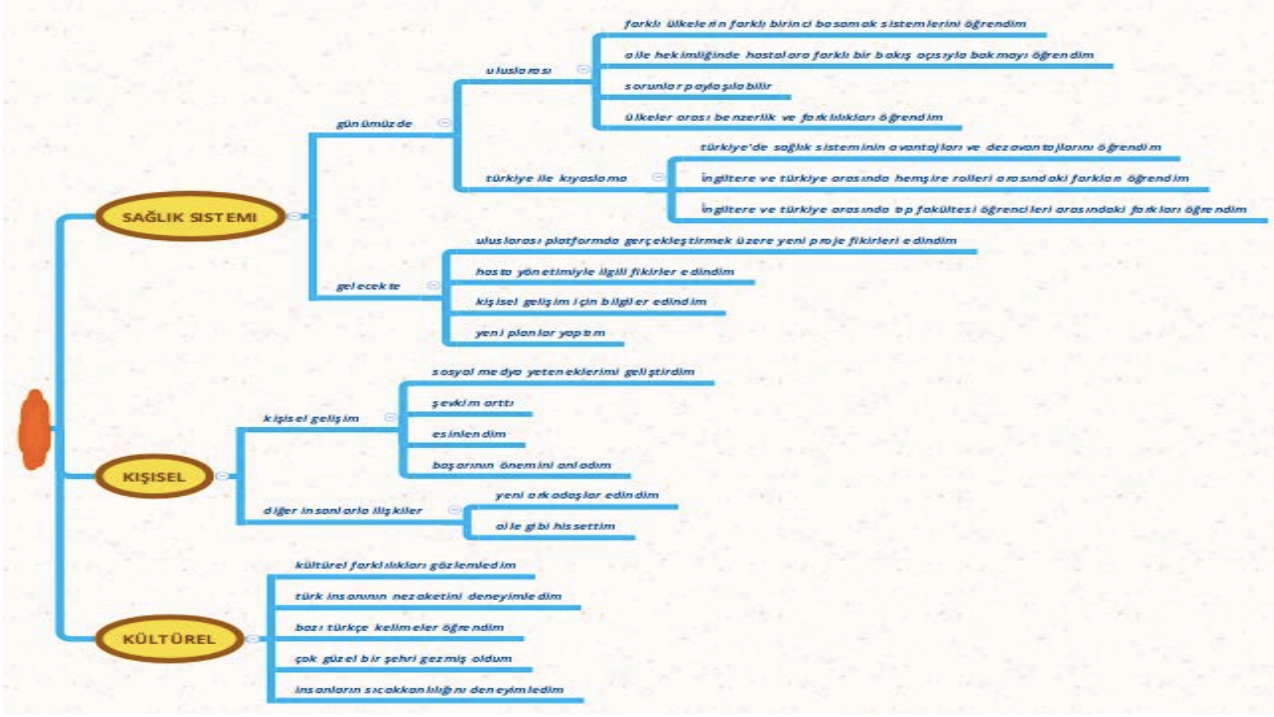 farklı ülkelerin farklı birinci basamak sistemlerini öğrendim
aile hekimliğinde hastalara farklı bir bakış açısıyla bakmayı öğrendim
uluslarası
sorunlar paylaşılabilir
ülkeler arası benzerlik ve farklılıkları öğrendim
günümüzde
türkiye'de sağlık sisteminin avantajları ve dezavantajlarını öğrendim
türkiye ile kıyaslama
İngiltere ve türkiye arasında hemşire rolleri arasındaki farkları öğrendim
İngiltere ve türkiye arasında tıp fakültesi öğrencileri arasındaki farkları öğrendim
SAĞLIK SISTEMI
uluslarası platformda gerçekleştirmek üzere yeni proje fikirleri edindim
hasta yönetimiyle ilgili fikirler edindim
gelecekte
kişisel gelişim için bilgiler edindim
yeni planlar yaptım
sosyal medya yeteneklerimi geliştirdim
şevkim arttı
kişisel gelişim
esinlendim
başarının önemini anladım
KIŞISEL
yeni arkadaşlar edindim
diğer insanlarla ilişkiler
aile gibi hissettim
kültürel farklılıkları gözlemledim
türk insanının nezaketini deneyimledim
bazı türkçe kelimeler öğrendim
KÜLTÜREL
çok güzel bir şehri gezmiş oldum
insanların sıcakkanlılığını deneyimledim